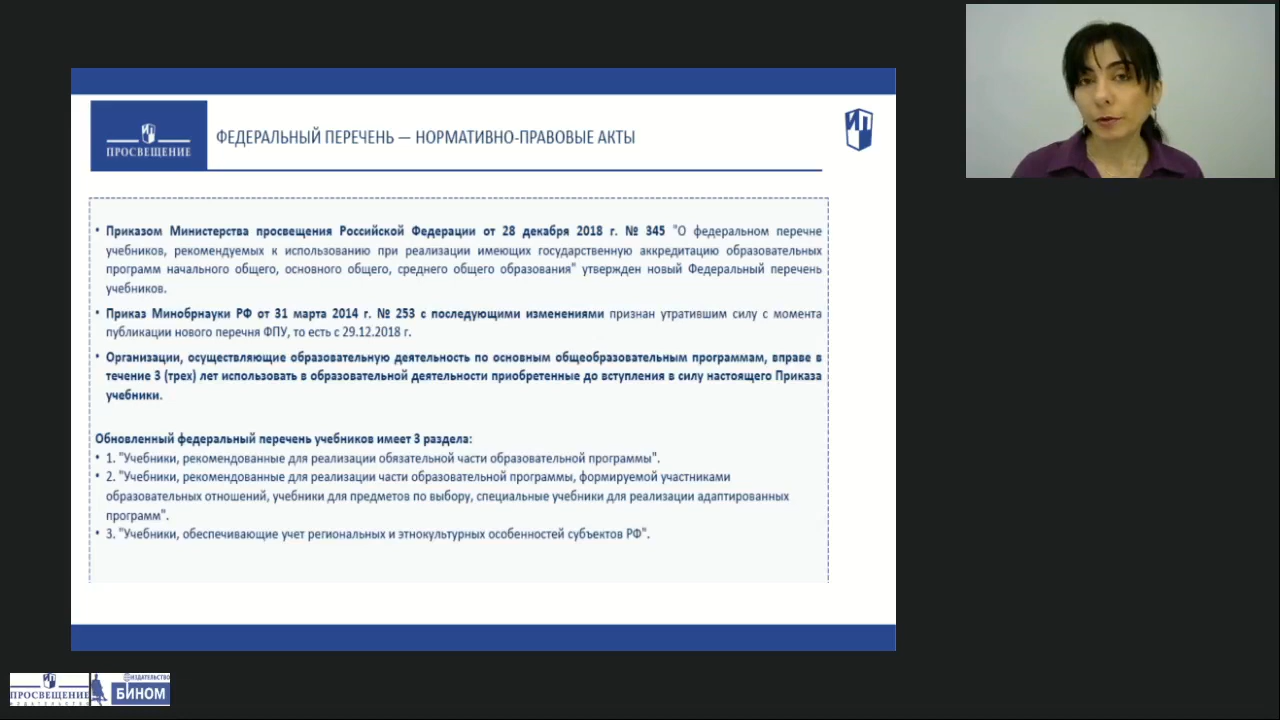 ПРОСВЕЩЕНИЕ
ФЕДЕРАЛЬНЫЙ ПЕРЕЧЕНЬ — НОРМАТИВНО-ПРАВОВЫЕ АКТЫ
• Приказом Министерства просвещения Российской Федерации от 28 декабря 2018 г. № 345 "О федеральном перечне
учебников, рекомендуемых к использованию при реализации имеющих государственную аккредитацию образовательных
программ начального общего, основного общего, среднего общего образования" утвержден новый Федеральный перечень
учебников.
• Приказ Минобрнауки РФ от 31 марта 2014 г. № 253 с последующими изменениями признан утратившим силу с момента
публикации нового перечня ФПУ, то есть с 29.12.2018 г.
• Организации, осуществляющие образовательную деятельность по основным общеобразовательным программам, вправе в
течение 3 (трех) лет использовать в образовательной деятельности приобретенные до вступления в силу настоящего Приказа
учебники.
Обновленный федеральный перечень учебников имеет 3 раздела:
• 1. "Учебники, рекомендованные для реализации обязательной части образовательной программы".
• 2. "Учебники, рекомендованные для реализации части образовательной программы, формируемой участниками
образовательных отношений, учебники для предметов по выбору, специальные учебники для реализации адаптированных
программ".
• 3. "Учебники, обеспечивающие учет региональных и этнокультурных особенностей субъектов РФ".
ПРОСВЕЩЕНИЕ
ИЗДАТЕЛЬСТВО
ИЗДАТЕЛЬСТВО
БИНОМ